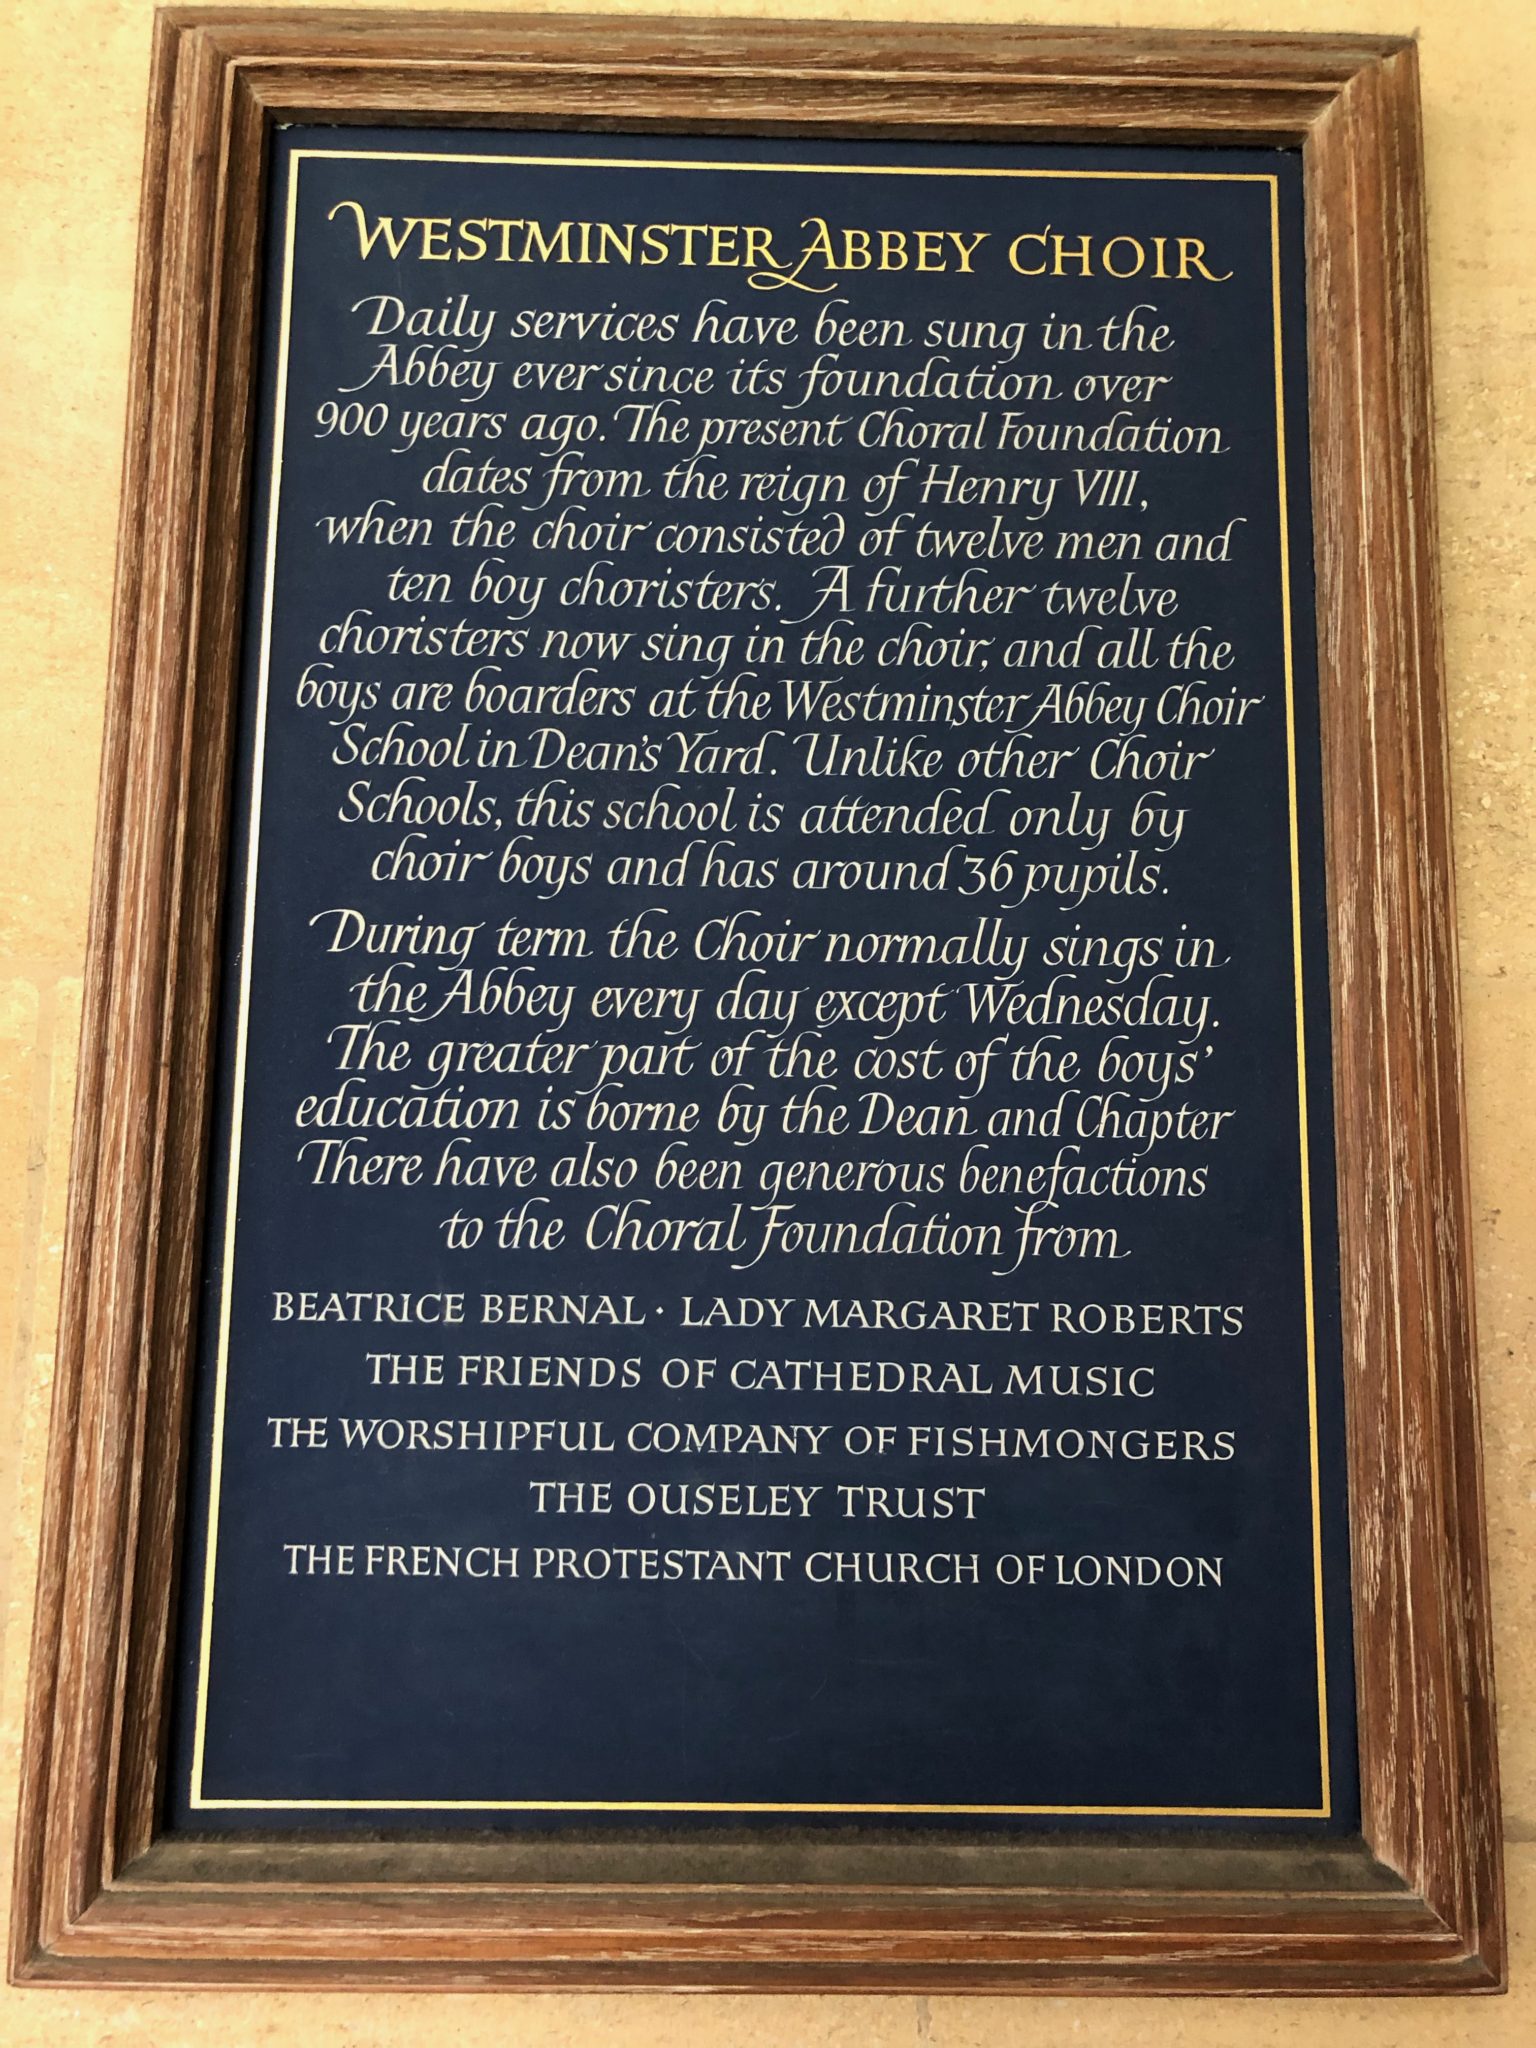 WESTMINSTER ABBEY CHOIR
Daily services have been sung in the
Abbey ever since its foundation over
900 years ago. The present Choral Foundation
dates from the reign of Henry VIII,
when the choir consisted of twelve men and
ten boy choristers. A further twelve
choristers now sing in the choir, and all the
boys are boarders at the Westminster Abbey Choir
School in Dean's Yard. Unlike other Choir
Schools, this school is attended only by
choir boys and has around 36 pupils.
During term the Choir normally sings in
the Abbey every day except Wednesday.
The greater part of the cost of the boys'
education is borne by the Dean and Chapter
There have also been generous benefactions
to the Choral Foundation from
BEATRICE BERNAL · LADY MARGARET ROBERTS
THE FRIENDS OF CATHEDRAL MUSIC
THE WORSHIPFUL COMPANY OF FISHMONGERS
THE OUSELEY TRUST
THE FRENCH PROTESTANT CHURCH OF LONDON